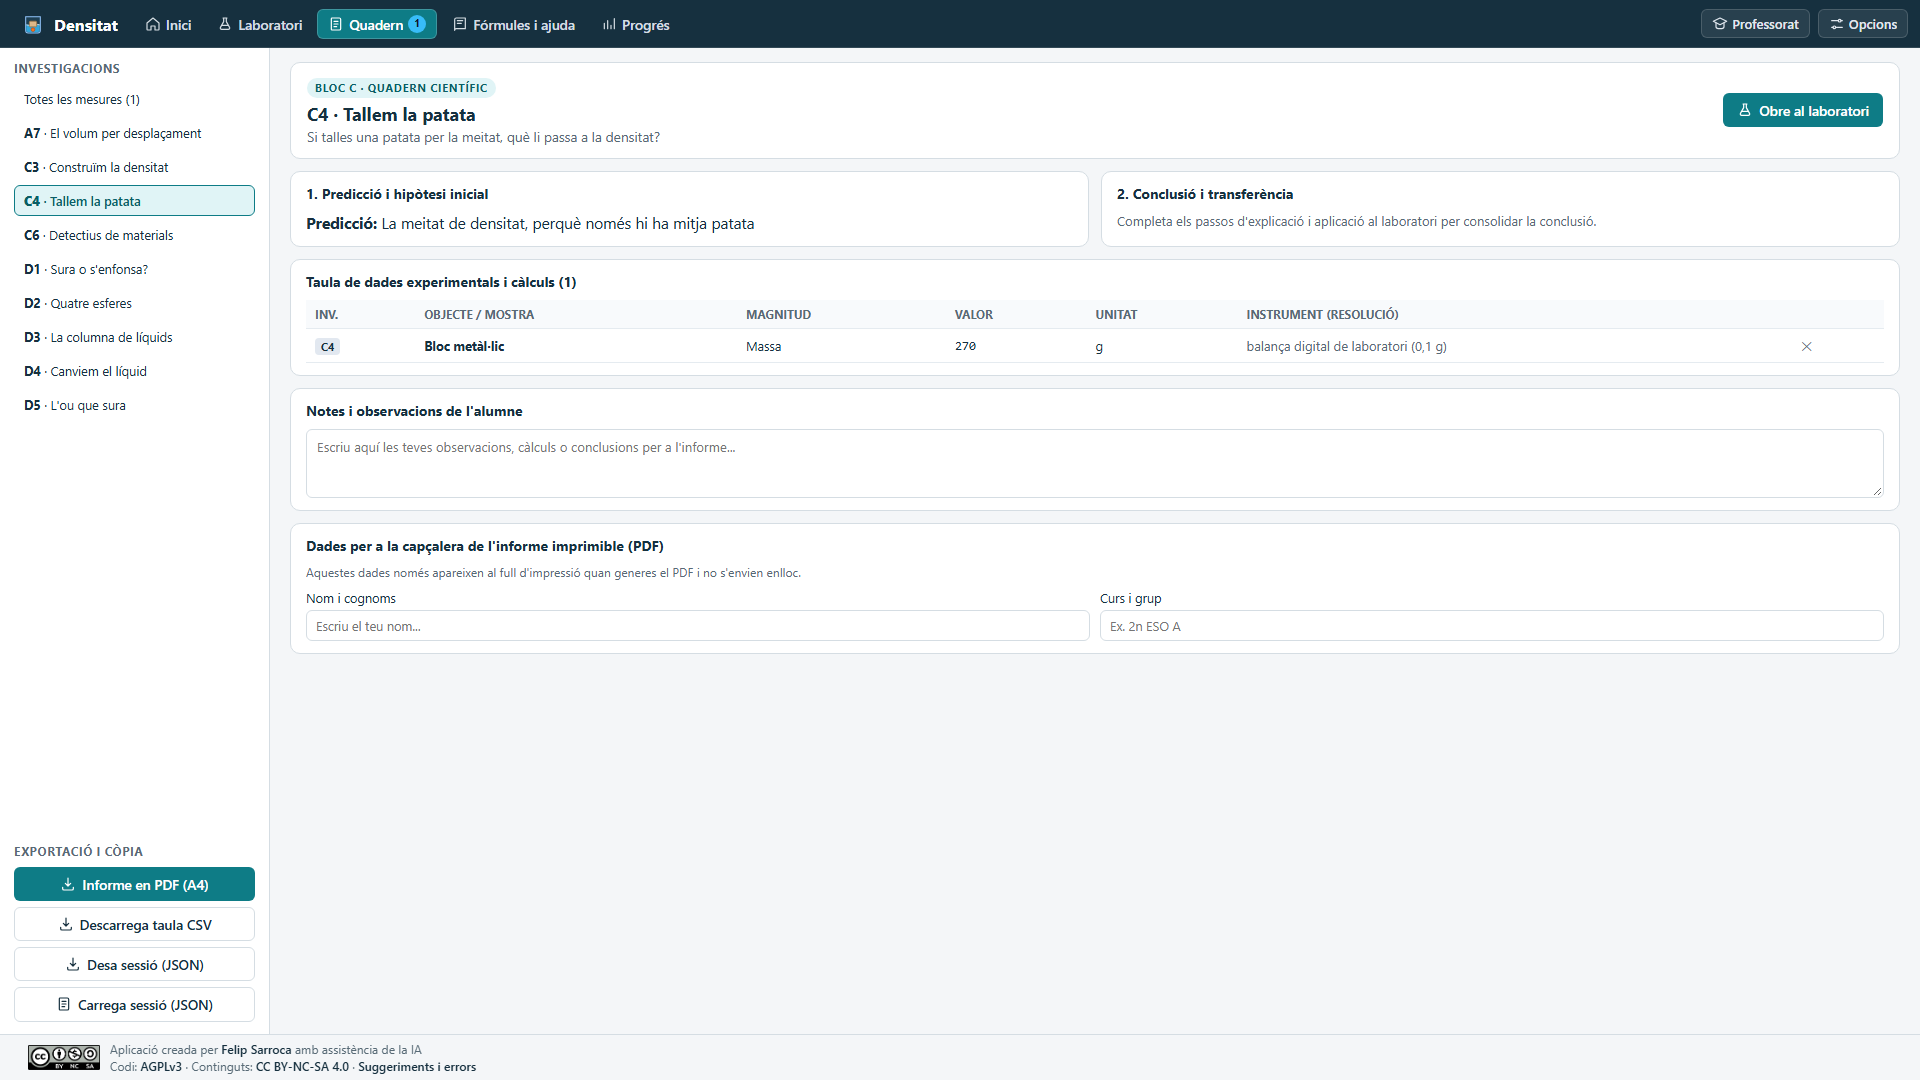 Densitat
Inici
Laboratori
Quadern 1
Fórmules i ajuda
Progrés
Professorat
Opcions
INVESTIGACIONS
Totes les mesures (1)
A7 · El volum per desplaçament
C3 · Construïm la densitat
C4 · Tallem la patata
C6 · Detectius de materials
D1 · Sura o s'enfonsa?
D2 · Quatre esferes
D3 · La columna de líquids
D4 · Canviem el líquid
D5 · L'ou que sura
EXPORTACIÓ I CÒPIA
Informe en PDF (A4)
Descarrega taula CSV
Desa sessió (JSON)
Carrega sessió (JSON)
BLOC C · QUADERN CIENTÍFIC
C4 · Tallem la patata
Si talles una patata per la meitat, què li passa a la densitat?
Obre al laboratori
1. Predicció i hipòtesi inicial
Predicció: La meitat de densitat, perquè només hi ha mitja patata
2. Conclusió i transferència
Completa els passos d'explicació i aplicació al laboratori per consolidar la conclusió.
Taula de dades experimentals i càlculs (1)
INV. OBJECTE / MOSTRA MAGNITUD VALOR UNITAT INSTRUMENT (RESOLUCIÓ)
C4 Bloc metàl·lic Massa 270 g balança digital de laboratori (0,1 g)
Notes i observacions de l'alumne
Escriu aquí les teves observacions, càlculs o conclusions per a l'informe...
Dades per a la capçalera de l'informe imprimible (PDF)
Aquestes dades només apareixen al full d'impressió quan generes el PDF i no s'envien enlloc.
Nom i cognoms
Escriu el teu nom...
Curs i grup
Ex. 2n ESO A
CC BY NC SA
Aplicació creada per Felip Sarroca amb assistència de la IA
Codi: AGPLv3 · Continguts: CC BY-NC-SA 4.0 · Suggeriments i errors